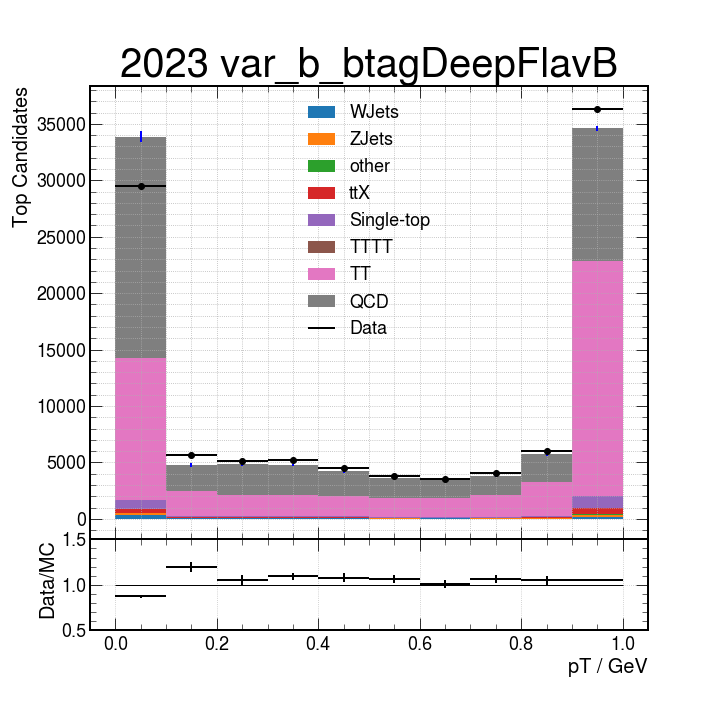 2023 var_b_btagDeepFlavB
Top Candidates
WJets
ZJets
other
ttX
Single-top
TTTT
TT
QCD
Data
35000
30000
25000
20000
15000
10000
5000
0
Data/MC
1.5
1.0
0.5
0.0 0.2 0.4 0.6 0.8 1.0
pT / GeV